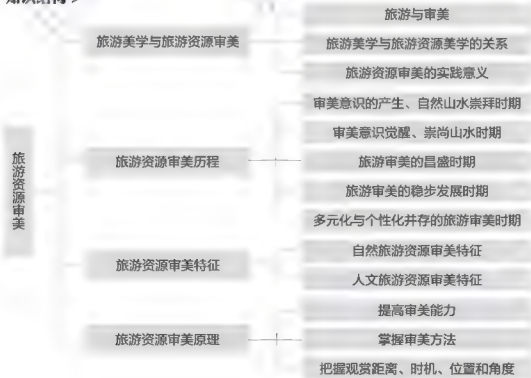 旅游资源审美
旅游美学与旅游资源审美
旅游与审美
旅游美学与旅游资源美学的关系
旅游资源审美的实践意义
旅游资源审美历程
审美意识的产生、自然山水崇拜时期
审美意识觉醒、崇尚山水时期
旅游审美的昌盛时期
旅游审美的稳步发展时期
多元化与个性化并存的旅游审美时期
旅游资源审美特征
自然旅游资源审美特征
人文旅游资源审美特征
旅游资源审美原理
提高审美能力
掌握审美方法
把握观赏距离、时机、位置和角度